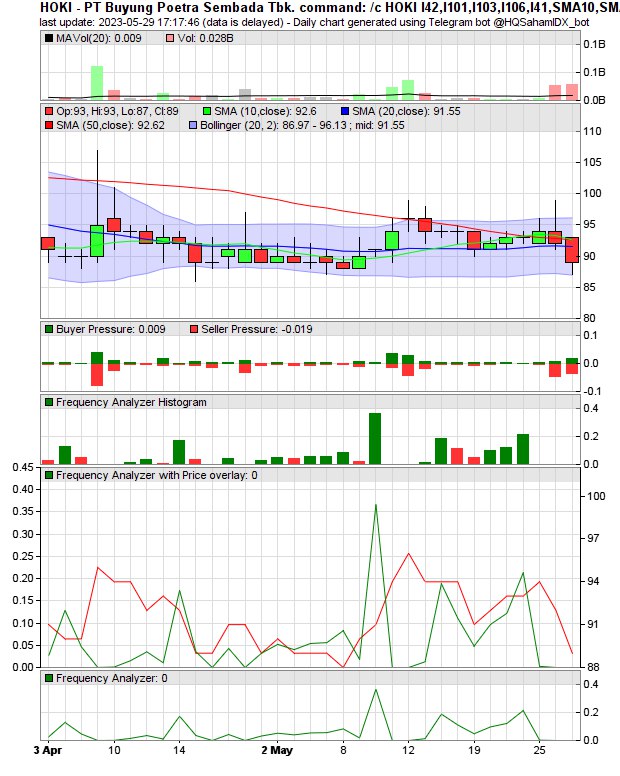 HOKI - PT Buyung Poetra Sembada Tbk. command: /c HOKI I42,I101,I103,I106,I41,SMA10,SM
last update: 2023-05-29 17:17:46 (data is delayed) - Daily chart generated using Telegram bot @HQSahamIDX_bot
MAVol(20): 0.009 Vol: 0.028B
0.1B
0.1B
0.0B
Op:93, Hi:93, Lo:87, Cl:89 SMA (10,close): 92.6 SMA (20,close): 91.55
SMA (50,close): 92.62 Bollinger (20, 2): 86.97 - 96.13 ; mid: 91.55
110
105
100
95
90
85
80
Buyer Pressure: 0.009 Seller Pressure: -0.019
0.1
0.0
-0.1
Frequency Analyzer Histogram
0.4
0.2
0.0
Frequency Analyzer with Price overlay: 0
0.45
0.40
0.35
0.30
0.25
0.20
0.15
0.10
0.05
0.00
100
97
94
91
88
Frequency Analyzer: 0
0.4
0.2
0.0
3 Apr 10 14 2 May 8 12 19 25